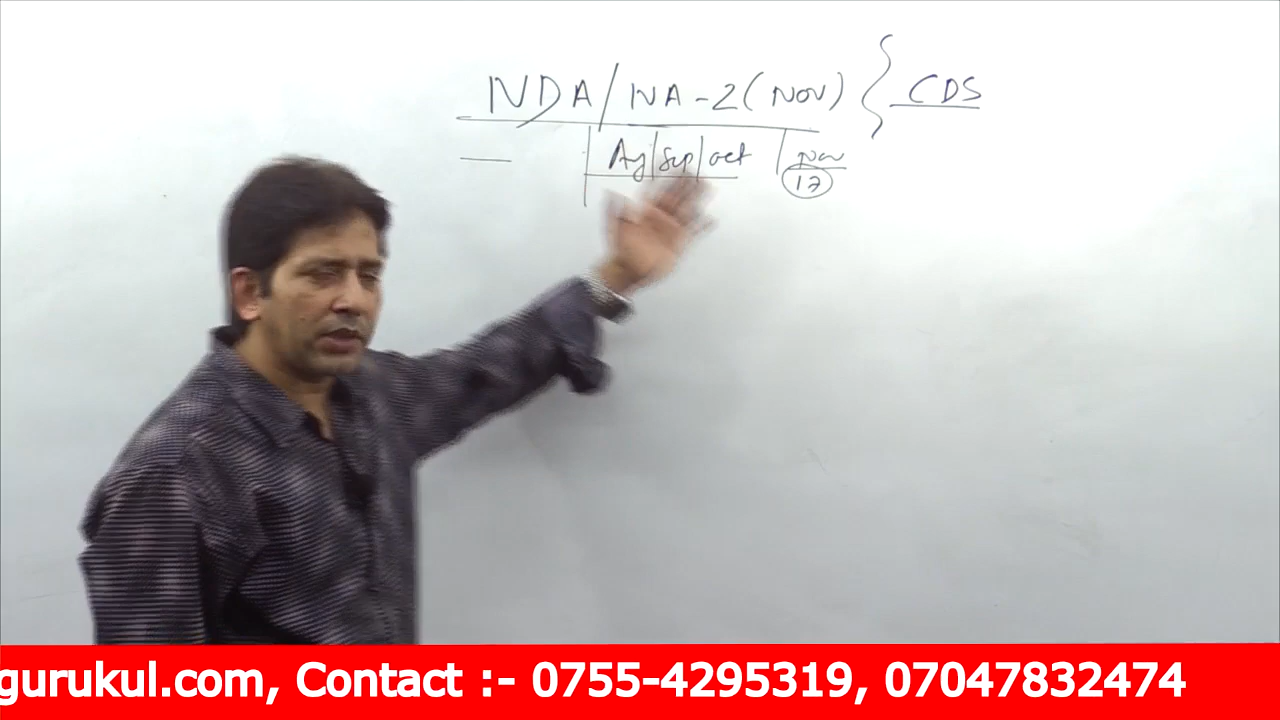 NDA/NA-2(NOV) } CDS
— Ag|Sep|oct | Nov
17
gurukul.com, Contact :- 0755-4295319, 07047832474